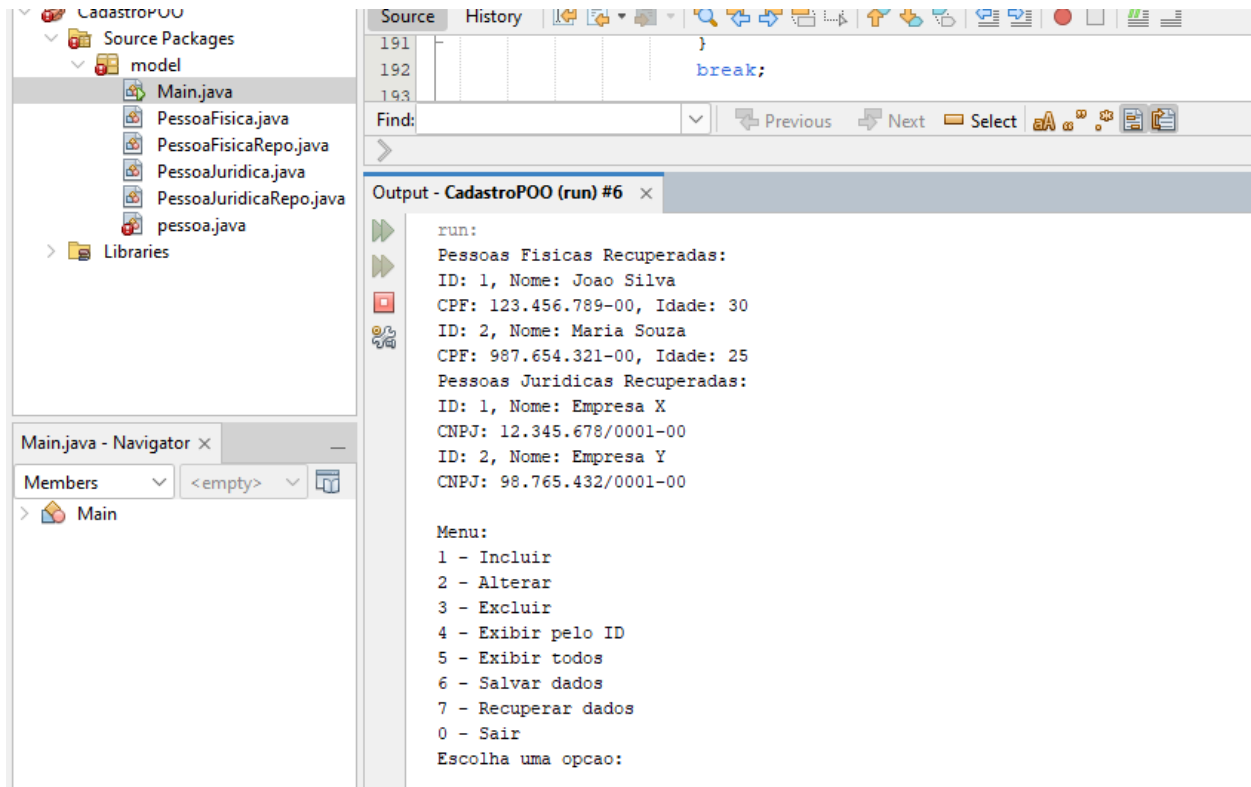 CadastroPOO
Source Packages
model
Main.java
PessoaFisica.java
PessoaFisicaRepo.java
PessoaJuridica.java
PessoaJuridicaRepo.java
pessoa.java
Libraries
Main.java - Navigator
Members
<empty>
Main
Source History
191 }
192 break;
193
Find: Previous Next Select
Output - CadastroPOO (run) #6
run:
Pessoas Fisicas Recuperadas:
ID: 1, Nome: Joao Silva
CPF: 123.456.789-00, Idade: 30
ID: 2, Nome: Maria Souza
CPF: 987.654.321-00, Idade: 25
Pessoas Juridicas Recuperadas:
ID: 1, Nome: Empresa X
CNPJ: 12.345.678/0001-00
ID: 2, Nome: Empresa Y
CNPJ: 98.765.432/0001-00
Menu:
1 - Incluir
2 - Alterar
3 - Excluir
4 - Exibir pelo ID
5 - Exibir todos
6 - Salvar dados
7 - Recuperar dados
0 - Sair
Escolha uma opcao: